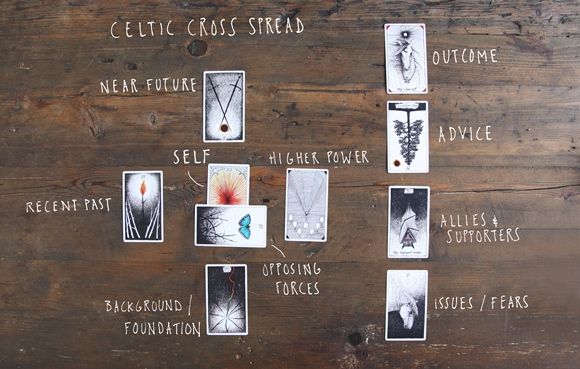 CELTIC CROSS SPREAD
NEAR FUTURE
OUTCOME
ADVICE
SELF
HIGHER POWER
RECENT PAST
ALLIES &
SUPPORTERS
OPPOSING
FORCES
BACKGROUND /
FOUNDATION
ISSUES / FEARS